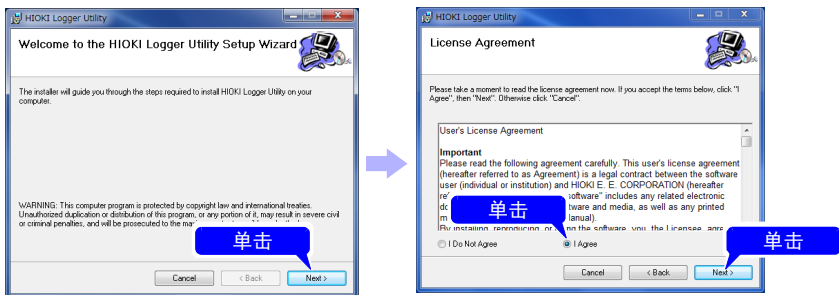 HIOKI Logger Utility
Welcome to the HIOKI Logger Utility Setup Wizard
The installer will guide you through the steps required to install HIOKI Logger Utility on your
computer.
WARNING: This computer program is protected by copyright law and international treaties.
Unauthorized duplication or distribution of this program, or any portion of it, may result in severe civil
or criminal penalties, and will be prosecuted to the
单击
Cancel
< Back
Next >
HIOKI Logger Utility
License Agreement
Please take a moment to read the license agreement now. If you accept the terms below, click "I
Agree", then "Next". Otherwise click "Cancel".
User's License Agreement
Important
Please read the following agreement carefully. This user's license agreement
(hereafter referred to as Agreement) is a legal contract between the software
user (individual or institution) and HIOKI E. E. CORPORATION (hereafter
software" includes any related electronic
tware and media, as well as any printed
anual).
By installing, reproducing, or using the software, you, the Licensee,
单击
I Do Not Agree
I Agree
单击
Cancel
< Back
Next >